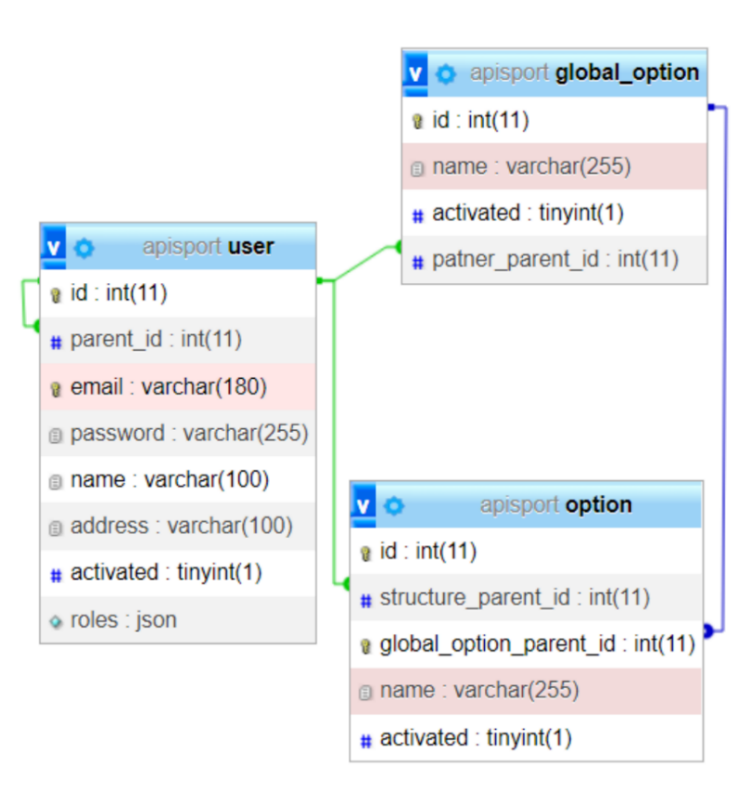 v apisport global_option
id : int(11)
name : varchar(255)
# activated : tinyint(1)
# patner_parent_id : int(11)
v apisport user
id : int(11)
# parent_id : int(11)
email : varchar(180)
password : varchar(255)
name : varchar(100)
address : varchar(100)
# activated : tinyint(1)
roles : json
v apisport option
id : int(11)
# structure_parent_id : int(11)
global_option_parent_id : int(11)
name : varchar(255)
# activated : tinyint(1)